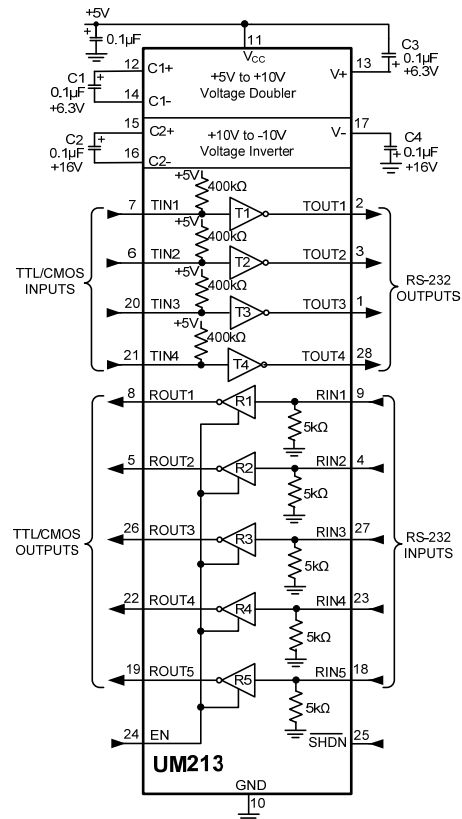 +5V
+ 0.1µF
11
VCC
12 C1+
C1
0.1µF
+6.3V
14 C1-
+5V to +10V
Voltage Doubler
13
V+
C3
0.1µF
+6.3V
15 C2+
C2
0.1µF
+16V
16 C2-
+10V to -10V
Voltage Inverter
17
V-
C4
0.1µF
+16V
+5V
400kΩ
7 TIN1 T1 TOUT1 2
+5V
400kΩ
6 TIN2 T2 TOUT2 3
+5V
400kΩ
20 TIN3 T3 TOUT3 1
+5V
400kΩ
21 TIN4 T4 TOUT4 28
TTL/CMOS
INPUTS
RS-232
OUTPUTS
8 ROUT1 R1 RIN1 9
5kΩ
5 ROUT2 R2 RIN2 4
5kΩ
26 ROUT3 R3 RIN3 27
5kΩ
22 ROUT4 R4 RIN4 23
5kΩ
19 ROUT5 R5 RIN5 18
5kΩ
TTL/CMOS
OUTPUTS
RS-232
INPUTS
24 EN
SHDN 25
UM213
GND
10